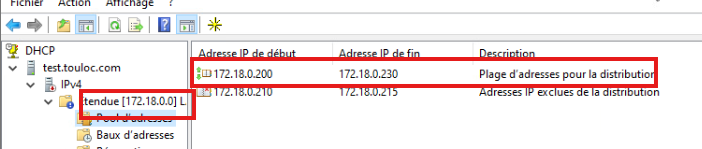 Fichier Action Affichage ?
DHCP
test.touloc.com
IPv4
tendue [172.18.0.0] L
Pool d'adresses
Baux d'adresses
Adresse IP de début Adresse IP de fin Description
172.18.0.200 172.18.0.230 Plage d'adresses pour la distribution
172.18.0.210 172.18.0.215 Adresses IP exclues de la distribution